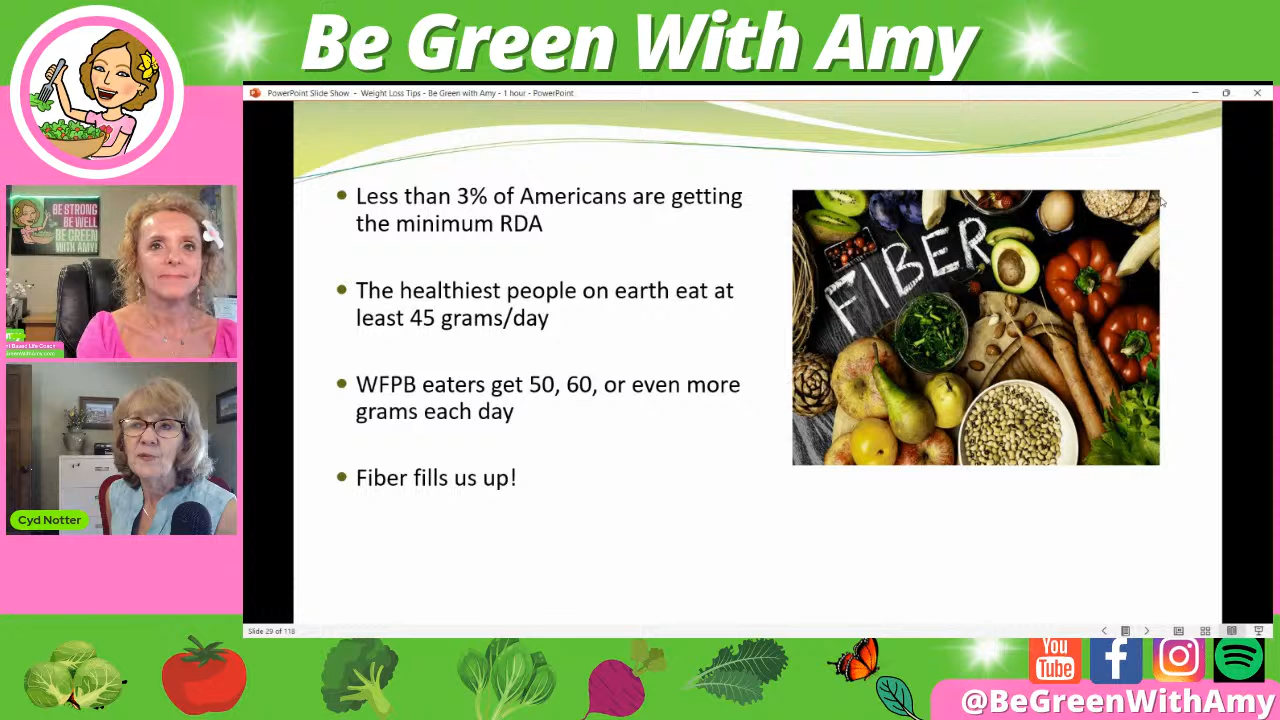 Be Green With Amy
PowerPoint Slide Show - Weight Loss Tips - Be Green with Amy - 1 hour - PowerPoint
BE STRONG
BE WELL
BE GREEN
WITH AMY!
Less than 3% of Americans are getting
the minimum RDA
FIBER
The healthiest people on earth eat at
least 45 grams/day
WFPB eaters get 50, 60, or even more
grams each day
Fiber fills us up!
Cyd Notter
Slide 29 of 118
You
Tube
@BeGreenWithAmy